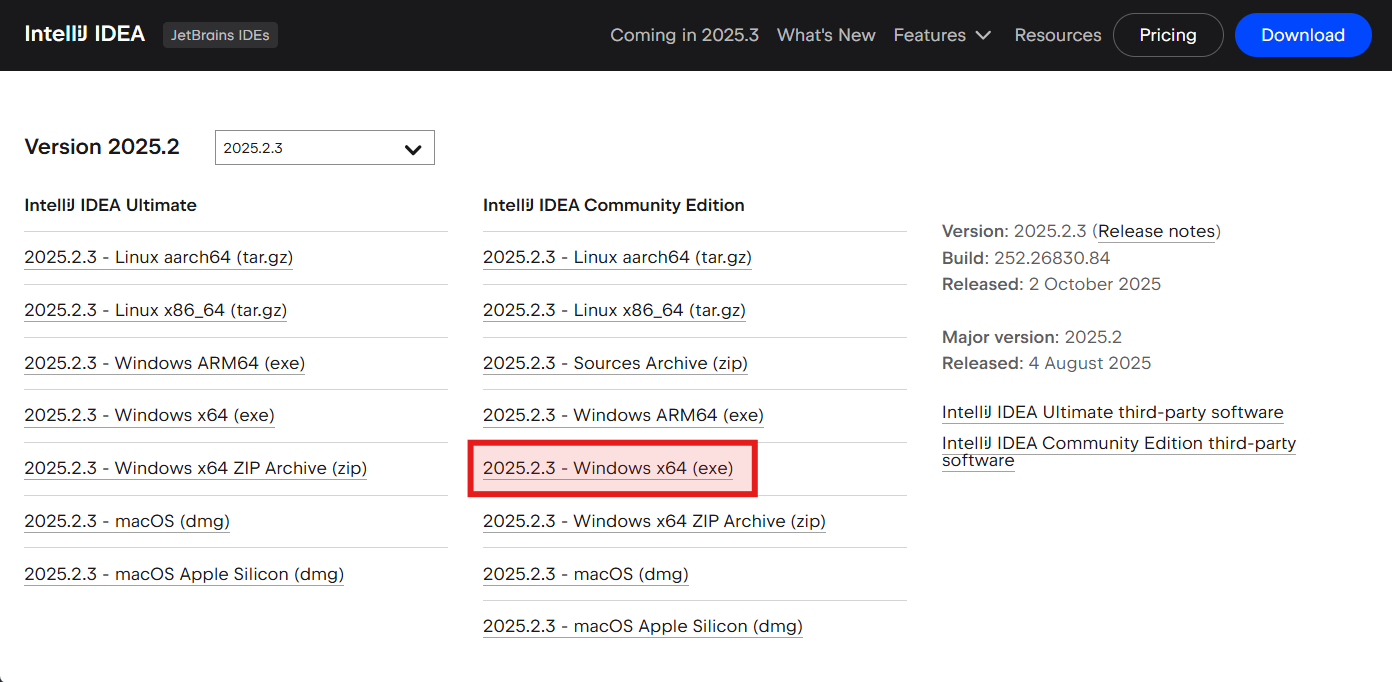 IntelliJ IDEA
JetBrains IDEs
Coming in 2025.3
What's New
Features
Resources
Pricing
Download
Version 2025.2
2025.2.3
IntelliJ IDEA Ultimate
2025.2.3 - Linux aarch64 (tar.gz)
2025.2.3 - Linux x86_64 (tar.gz)
2025.2.3 - Windows ARM64 (exe)
2025.2.3 - Windows x64 (exe)
2025.2.3 - Windows x64 ZIP Archive (zip)
2025.2.3 - macOS (dmg)
2025.2.3 - macOS Apple Silicon (dmg)
IntelliJ IDEA Community Edition
2025.2.3 - Linux aarch64 (tar.gz)
2025.2.3 - Linux x86_64 (tar.gz)
2025.2.3 - Sources Archive (zip)
2025.2.3 - Windows ARM64 (exe)
2025.2.3 - Windows x64 (exe)
2025.2.3 - Windows x64 ZIP Archive (zip)
2025.2.3 - macOS (dmg)
2025.2.3 - macOS Apple Silicon (dmg)
Version: 2025.2.3 (Release notes)
Build: 252.26830.84
Released: 2 October 2025
Major version: 2025.2
Released: 4 August 2025
IntelliJ IDEA Ultimate third-party software
IntelliJ IDEA Community Edition third-party
software